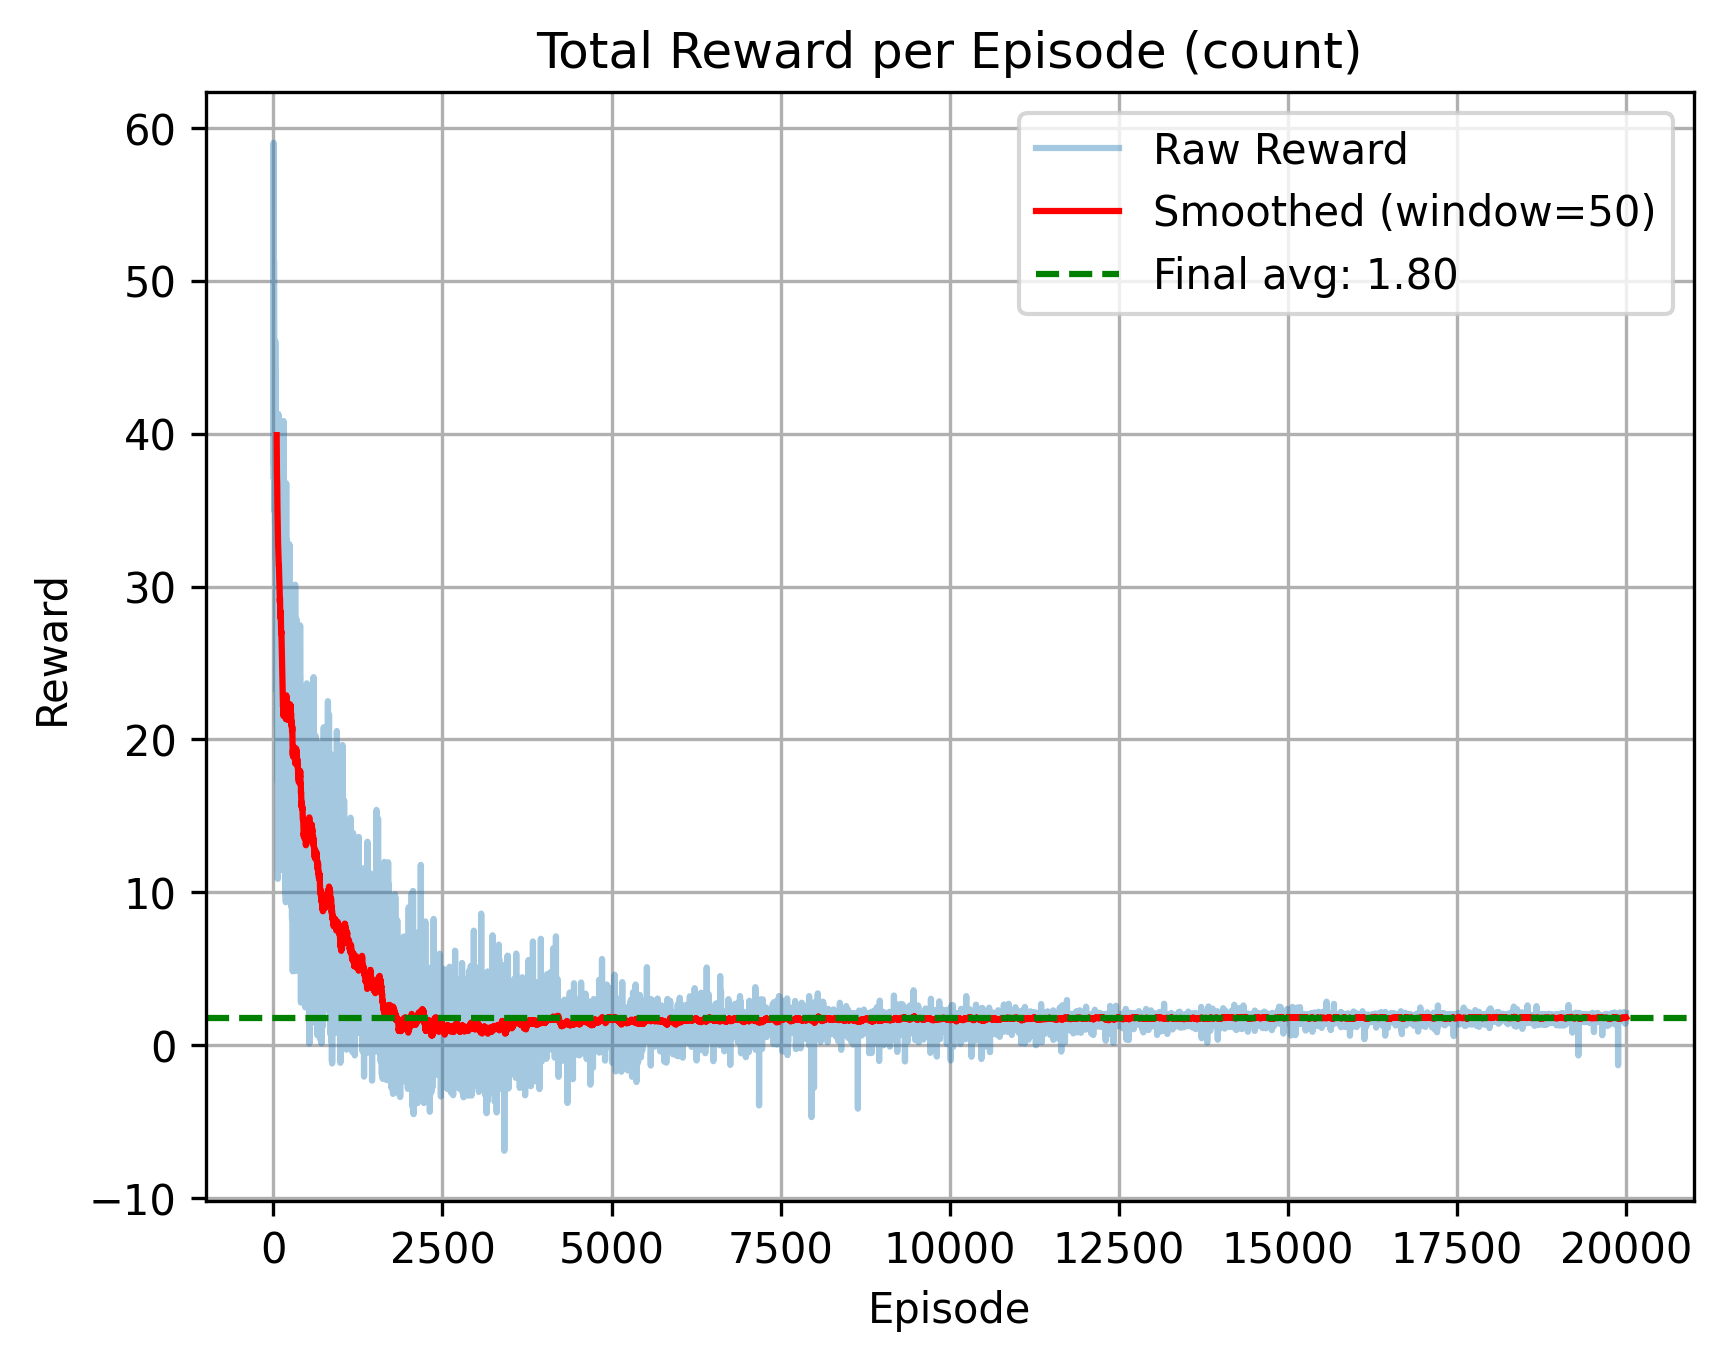 Total Reward per Episode (count)
60
50
40
30
20
10
0
−10
Reward
Raw Reward
Smoothed (window=50)
Final avg: 1.80
0 2500 5000 7500 10000 12500 15000 17500 20000
Episode